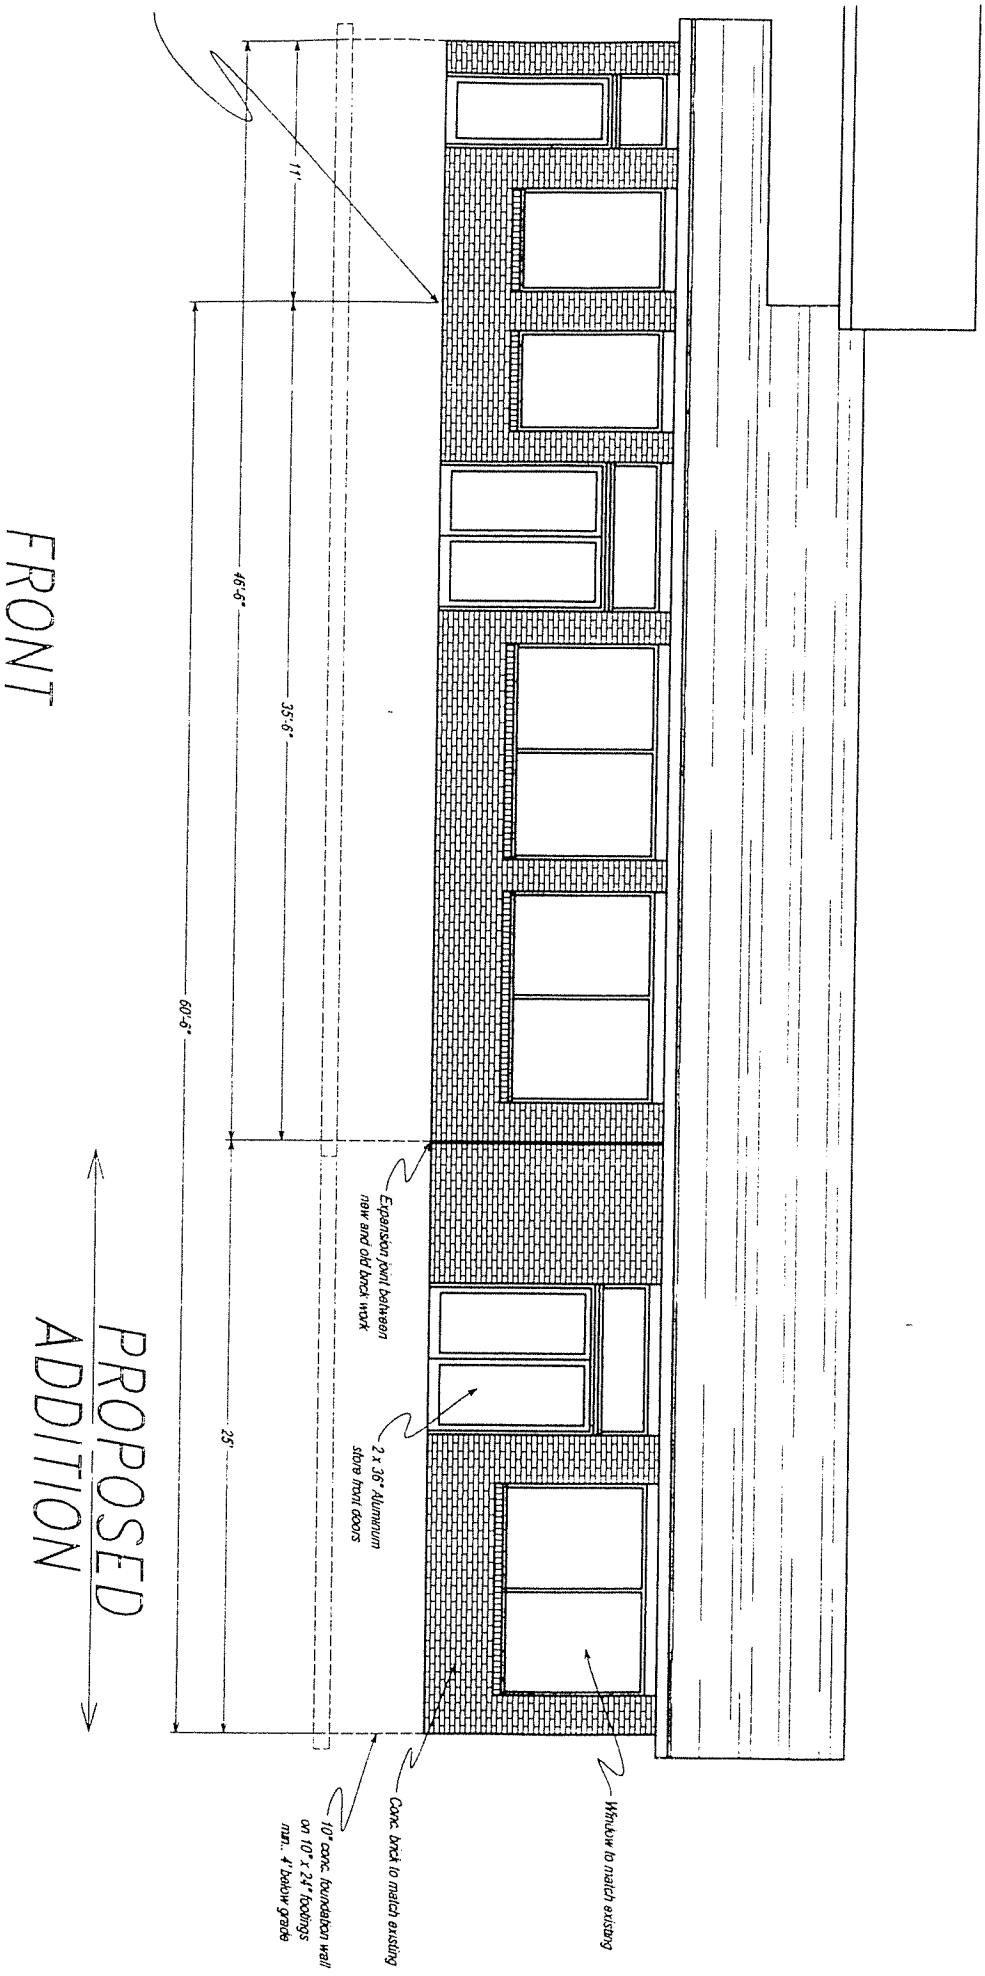 11'
46'-6"
35'-6"
60'-6"
25'
Expansion joint between
new and old brick work
2 x 36" Aluminum
store front doors
Window to match existing
Conc. brick to match existing
10" conc. foundation wall
on 10" x 24" footings
min. 4' below grade
FRONT
PROPOSED
ADDITION